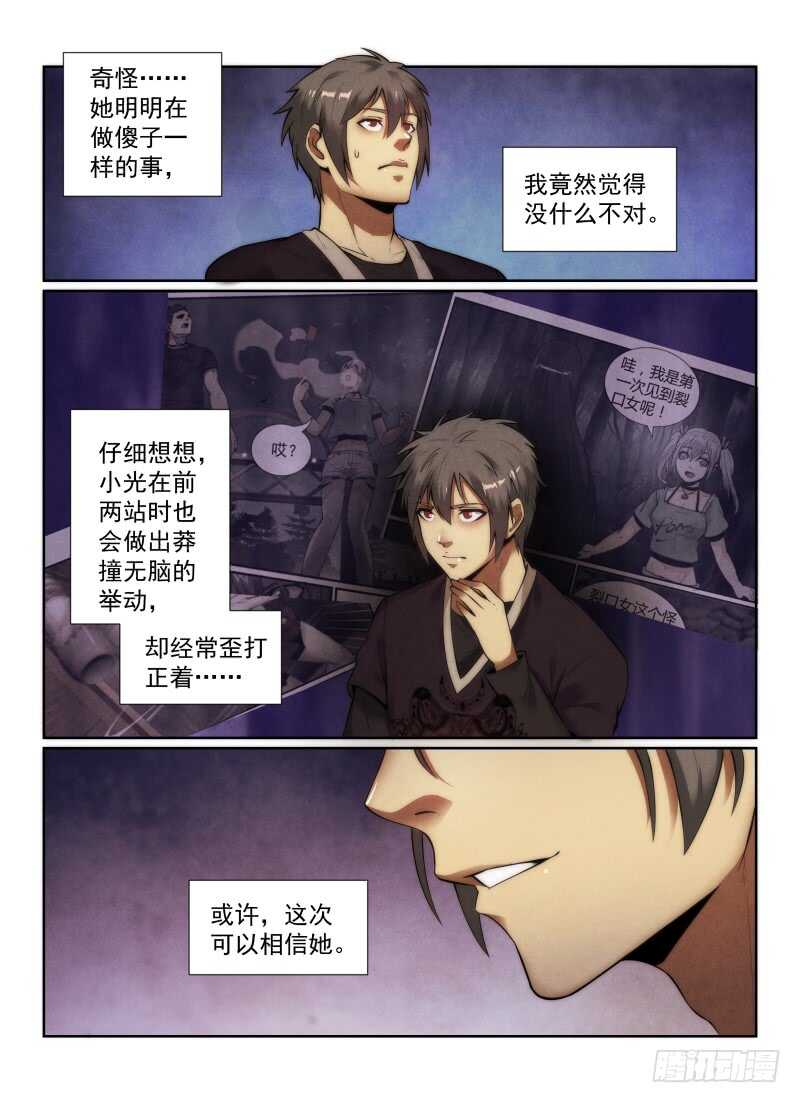 奇怪……
她明明在
做傻子一
样的事，
我竟然觉得
没什么不对。
哇，我是第
一次见到裂
口女呢！
哎？
仔细想想，
小光在前
两站时也
会做出莽
撞无脑的
举动，
裂口女这个怪
却经常歪打
正着……
或许，这次
可以相信她。
腾讯动漫